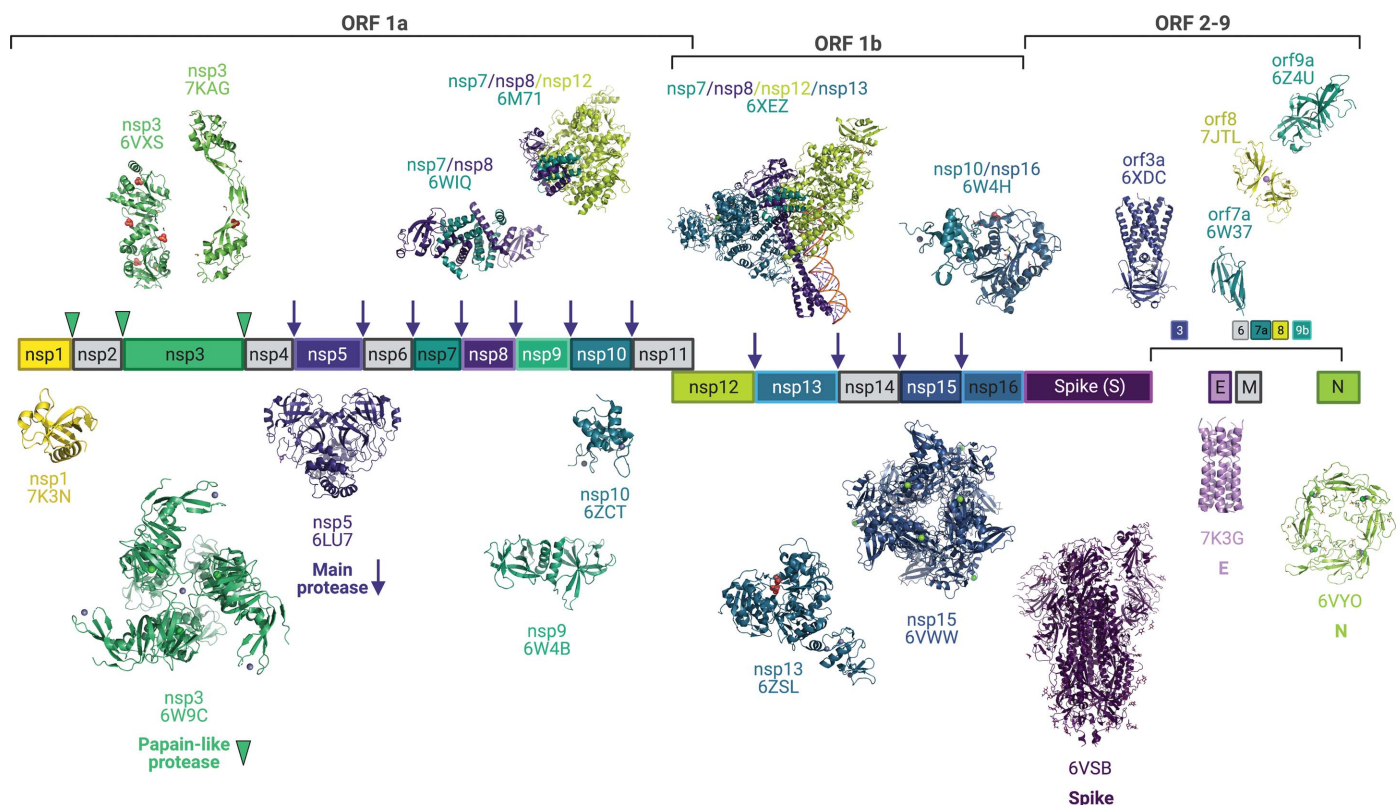 ORF 1a
ORF 1b
ORF 2-9
nsp3
7KAG
nsp3
6VXS
nsp7/nsp8/nsp12
6M71
nsp7/nsp8
6WIQ
nsp7/nsp8/nsp12/nsp13
6XEZ
nsp10/nsp16
6W4H
orf3a
6XDC
orf9a
6Z4U
orf8
7JTL
orf7a
6W37
3
6 7a 8 9b
nsp1 nsp2 nsp3 nsp4 nsp5 nsp6 nsp7 nsp8 nsp9 nsp10 nsp11
nsp12 nsp13 nsp14 nsp15 nsp16 Spike (S) E M N
nsp1
7K3N
nsp5
6LU7
Main
protease
nsp10
6ZCT
nsp9
6W4B
nsp3
6W9C
Papain-like
protease
nsp13
6ZSL
nsp15
6VWW
6VSB
Spike
7K3G
E
6VYO
N